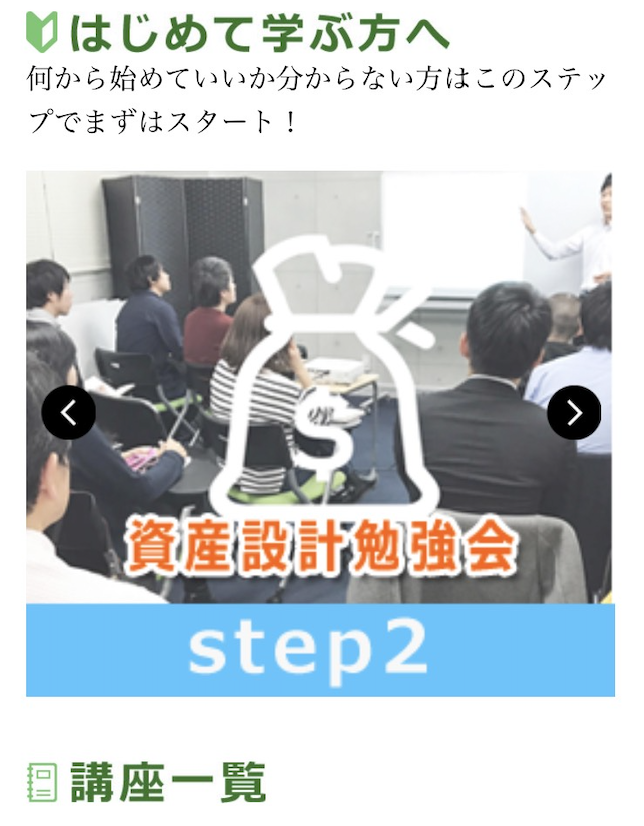 はじめて学ぶ方へ
何から始めていいか分からない方はこのステッ
プでまずはスタート！
$
資産設計勉強会
step2
講座一覧